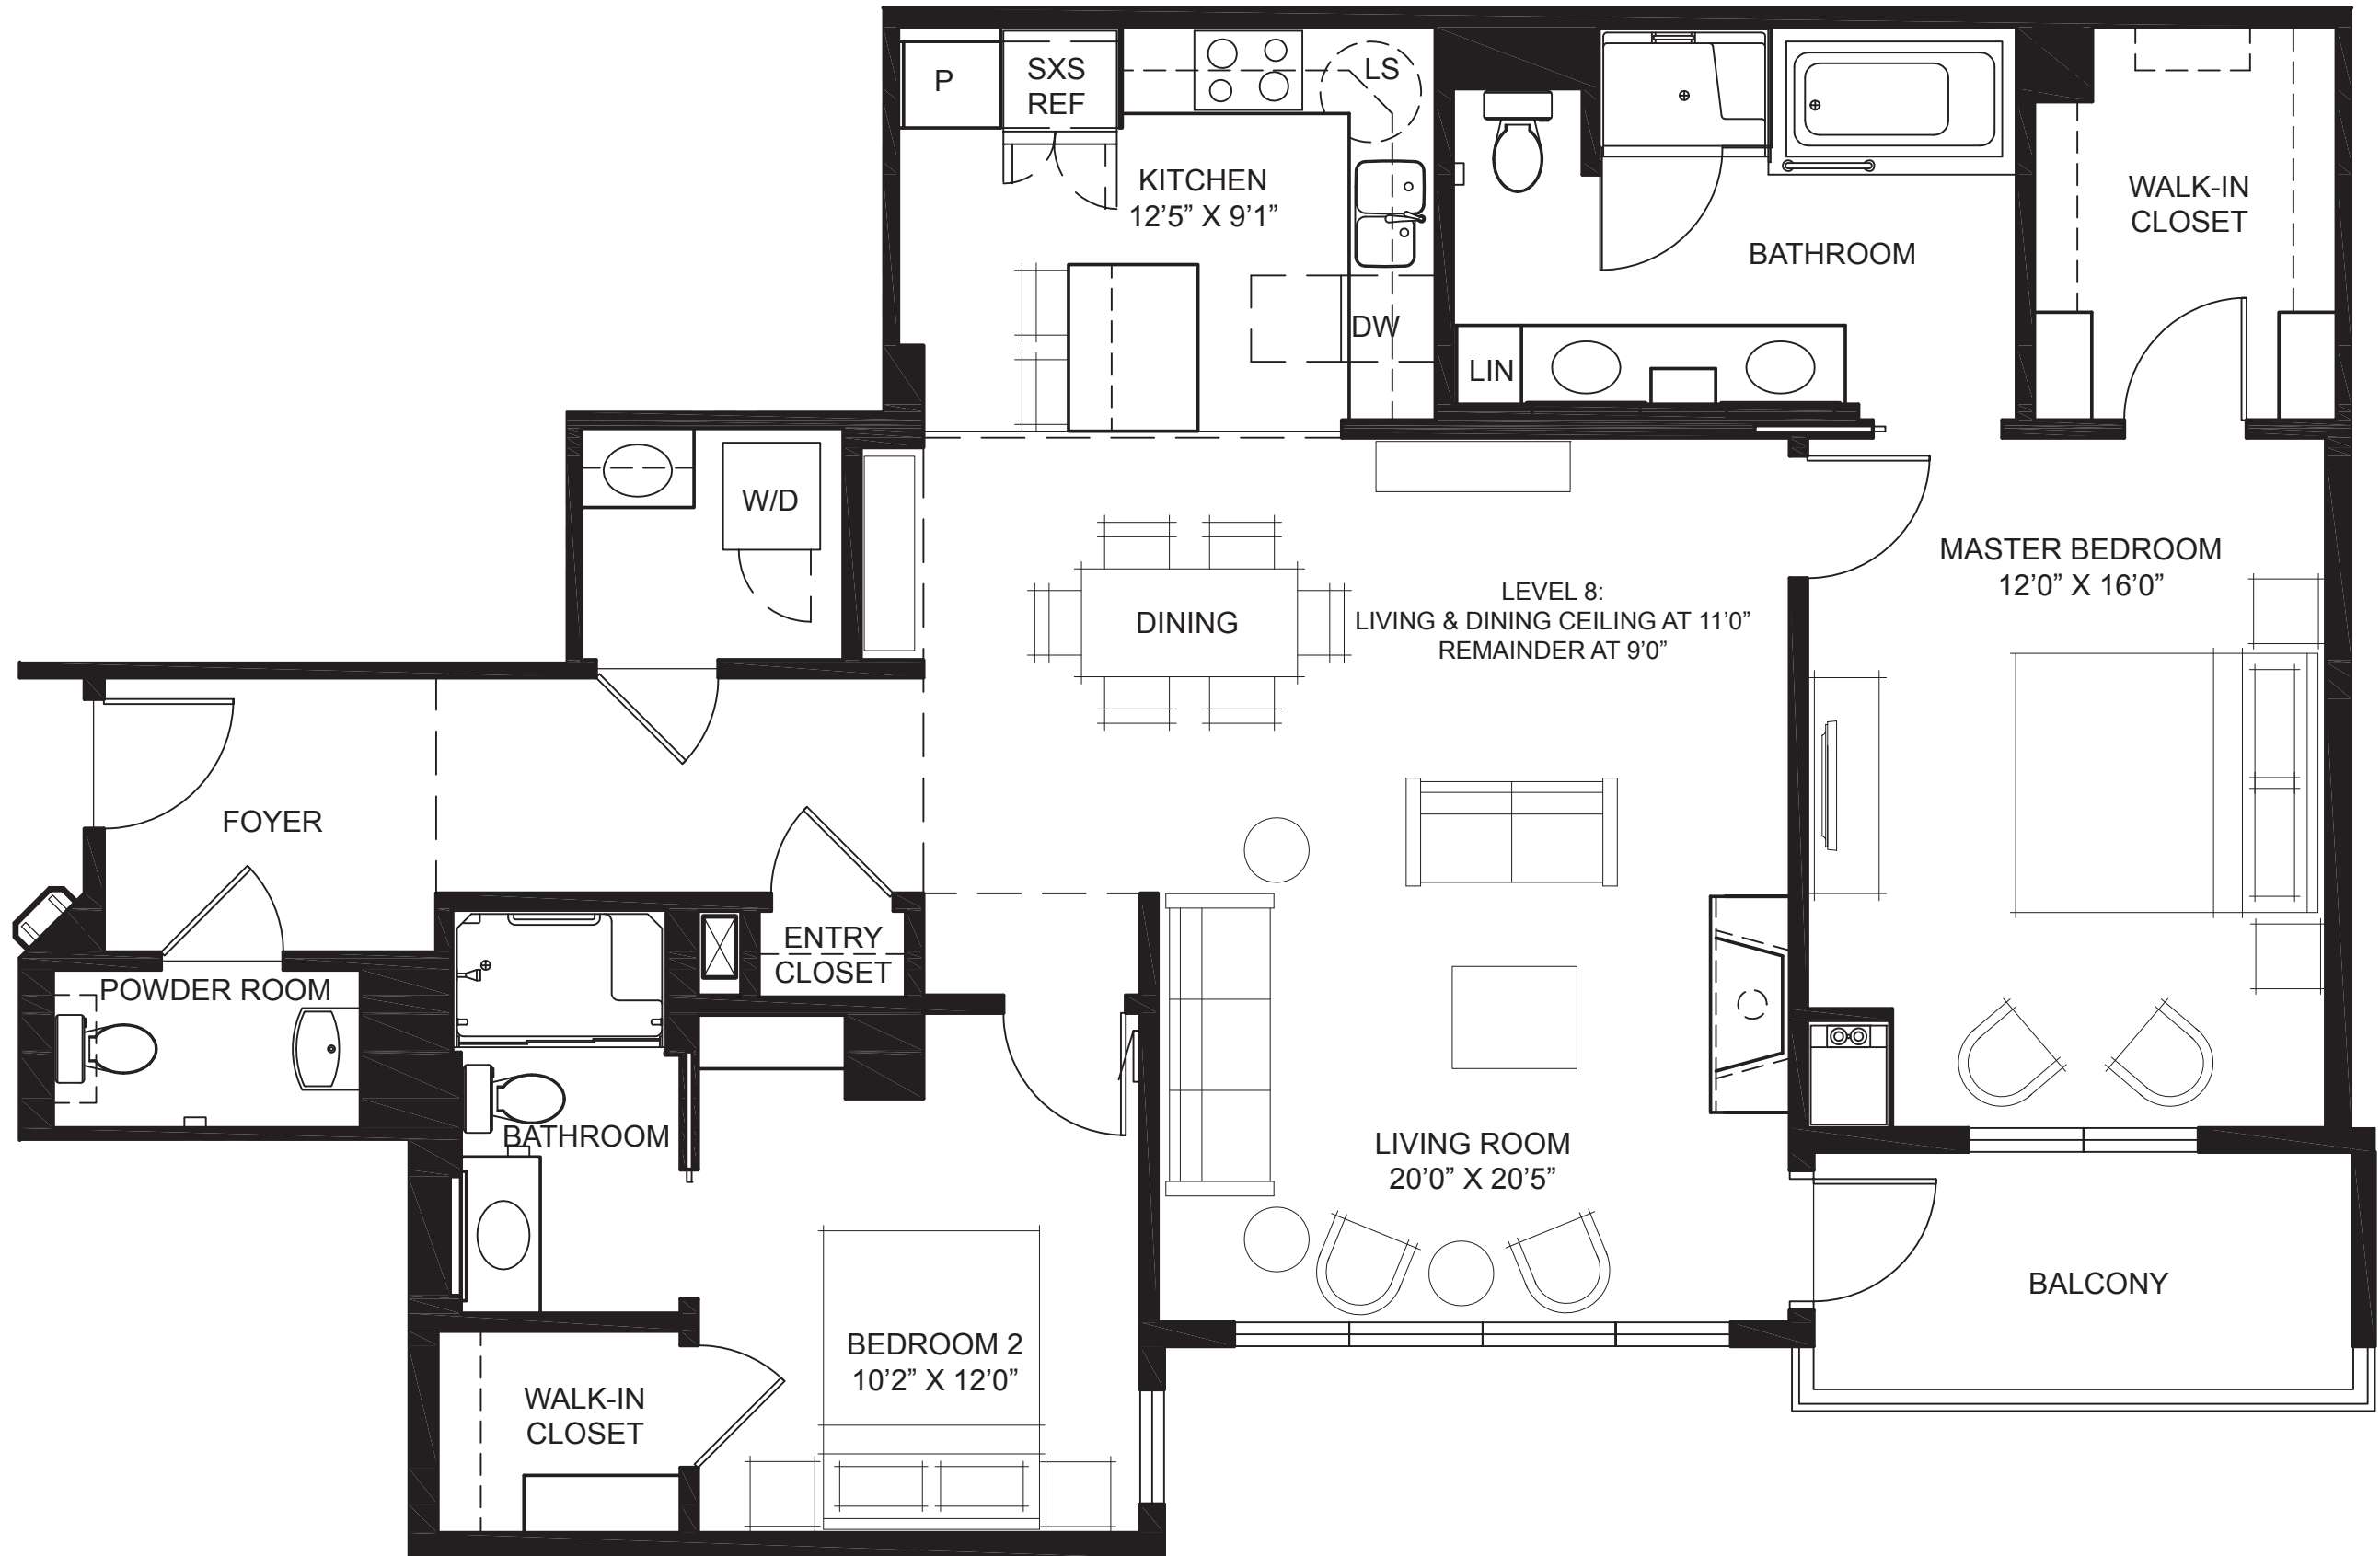 P
SXS
REF
LS
KITCHEN
12’5” X 9’1”
DW
LIN
BATHROOM
WALK-IN
CLOSET
W/D
DINING
LEVEL 8:
LIVING & DINING CEILING AT 11’0”
REMAINDER AT 9’0”
MASTER BEDROOM
12’0” X 16’0”
FOYER
POWDER ROOM
ENTRY
CLOSET
BATHROOM
LIVING ROOM
20’0” X 20’5”
BALCONY
BEDROOM 2
10’2” X 12’0”
WALK-IN
CLOSET